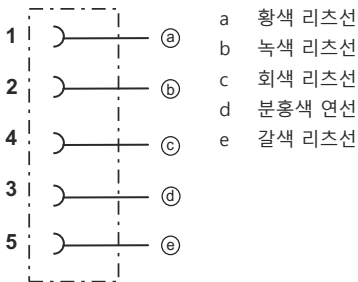 1 ⓐ
2 ⓑ
4 ⓒ
3 ⓓ
5 ⓔ
a 황색 리츠선
b 녹색 리츠선
c 회색 리츠선
d 분홍색 연선
e 갈색 리츠선